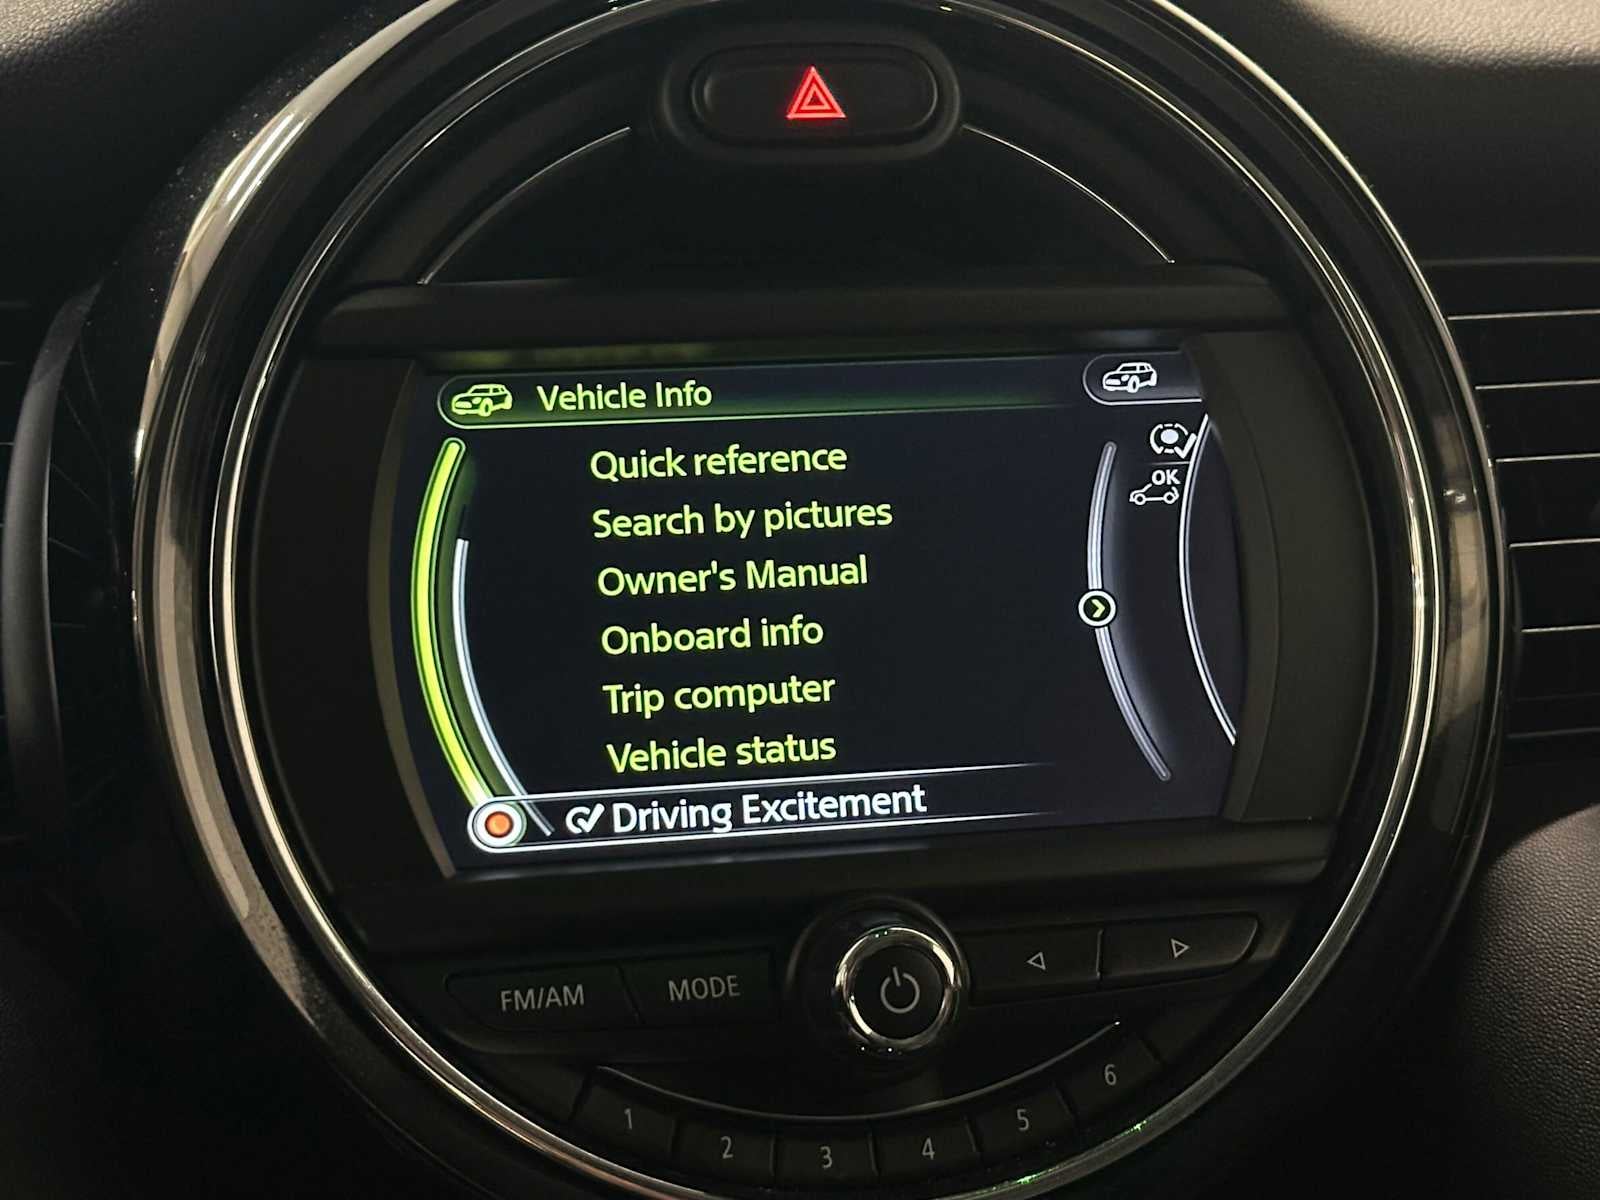 Vehicle Info
Quick reference
OK
Search by pictures
Owner's Manual
Onboard info
Trip computer
Vehicle status
Driving Excitement
FM/AM
MODE
1
2
3
4
5
6